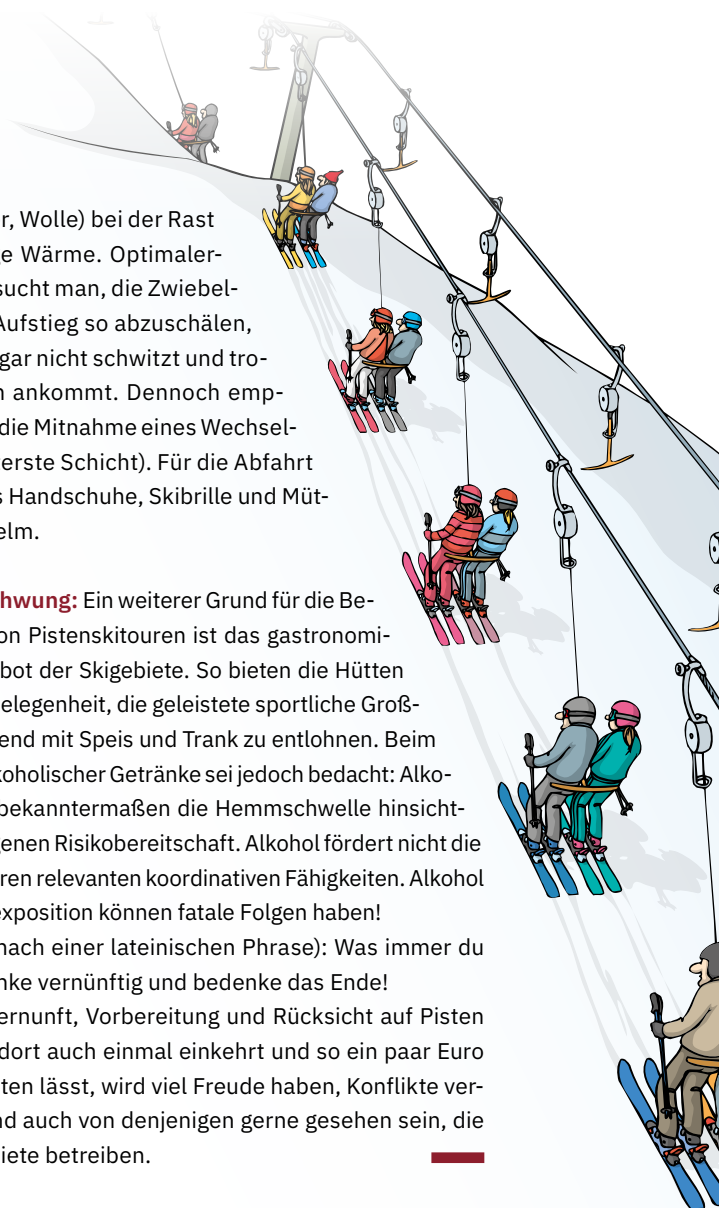 r, Wolle) bei der Rast
e Wärme. Optimaler-
sucht man, die Zwiebel-
Aufstieg so abzuschälen,
gar nicht schwitzt und tro-
n ankommt. Dennoch emp-
die Mitnahme eines Wechsel-
terste Schicht). Für die Abfahrt
s Handschuhe, Skibrille und Müt-
elm.
hwung: Ein weiterer Grund für die Be-
on Pistenskitouren ist das gastronomi-
bot der Skigebiete. So bieten die Hütten
elegenheit, die geleistete sportliche Groß-
end mit Speis und Trank zu entlohnen. Beim
koholischer Getränke sei jedoch bedacht: Alko-
bekanntermaßen die Hemmschwelle hinsicht-
genen Risikobereitschaft. Alkohol fördert nicht die
ren relevanten koordinativen Fähigkeiten. Alkohol
exposition können fatale Folgen haben!
nach einer lateinischen Phrase): Was immer du
nke vernünftig und bedenke das Ende!
ernunft, Vorbereitung und Rücksicht auf Pisten
dort auch einmal einkehrt und so ein paar Euro
ten lässt, wird viel Freude haben, Konflikte ver-
nd auch von denjenigen gerne gesehen sein, die
iete betreiben.